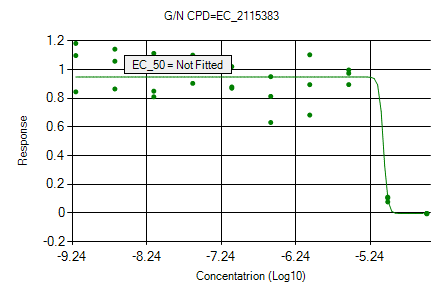 G/N CPD=EC_2115383
1.2
1
EC_50 = Not Fitted
0.8
0.6
0.4
0.2
0
-0.2
Response
-9.24 -8.24 -7.24 -6.24 -5.24
Concentatrion (Log10)